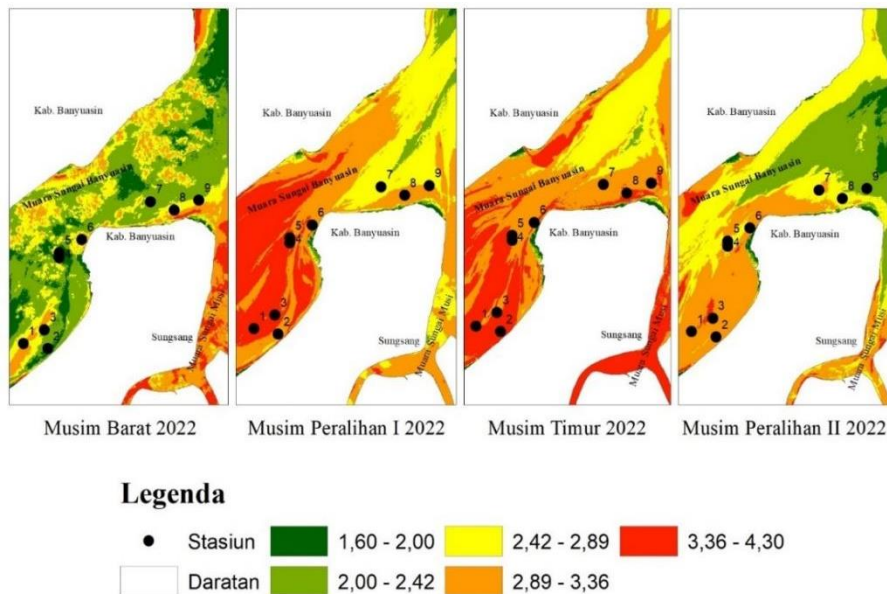 Kab. Banyuasin
Muara Sungai Banyuasin
7
8
9
5
6
Kab. Banyuasin
1
3
2
Sungsang
Muara Sungai Musi
Musim Barat 2022
Kab. Banyuasin
Muara Sungai Banyuasin
7
8
9
5
4
6
Kab. Banyuasin
1
3
2
Sungsang
Muara Sungai Musi
Musim Peralihan I 2022
Kab. Banyuasin
Muara Sungai Banyuasin
7
8
9
5
4
6
Kab. Banyuasin
1
3
2
Sungsang
Muara Sungai Musi
Musim Timur 2022
Kab. Banyuasin
Muara Sungai Banyuasin
7
8
9
4
6
Kab. Banyuasin
1
3
2
Sungsang
Muara Sungai Musi
Musim Peralihan II 2022
Legenda
Stasiun 1,60 - 2,00 2,42 - 2,89 3,36 - 4,30
Daratan 2,00 - 2,42 2,89 - 3,36